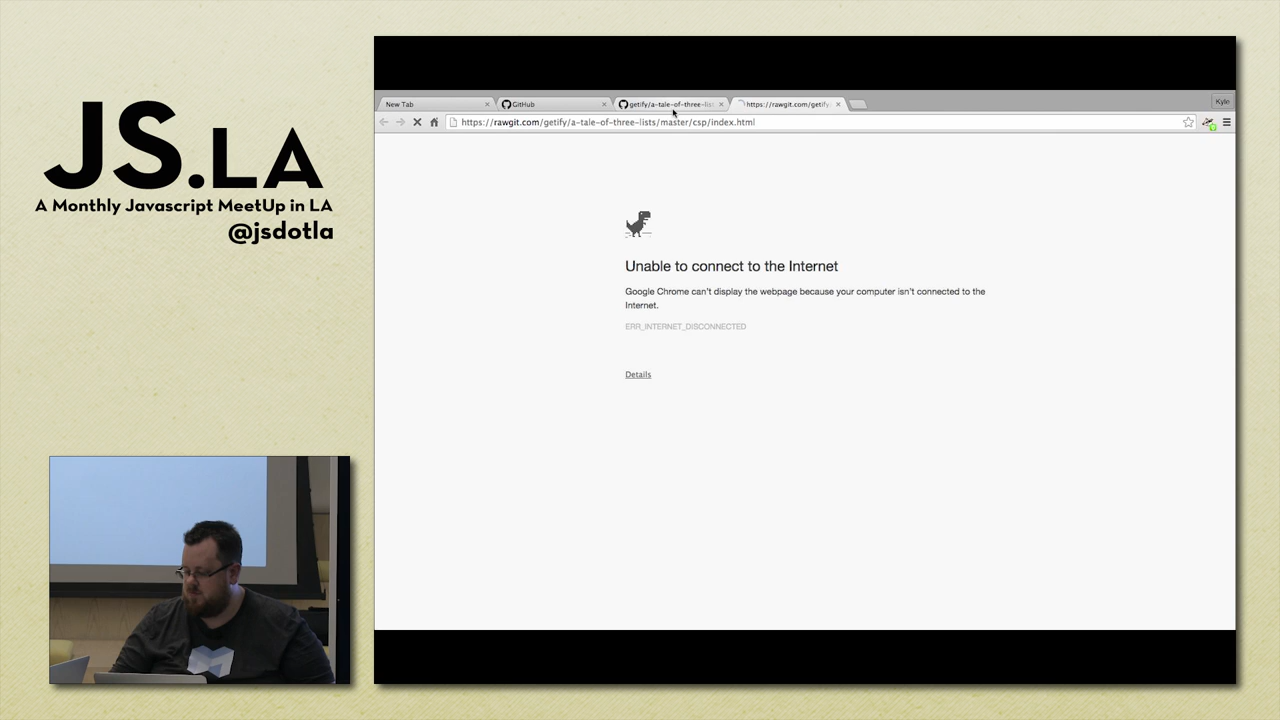 JS.LA
A Monthly Javascript MeetUp in LA
@jsdotla
New Tab
GitHub
getify/a-tale-of-three-list
https://rawgit.com/getify/
Kyle
https://rawgit.com/getify/a-tale-of-three-lists/master/csp/index.html
Unable to connect to the Internet
Google Chrome can't display the webpage because your computer isn't connected to the
Internet.
ERR_INTERNET_DISCONNECTED
Details